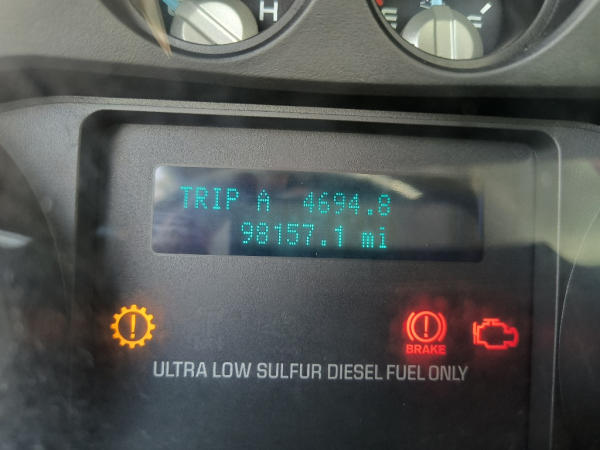 H
TRIP A 4694.8
98157.1 mi
BRAKE
ULTRA LOW SULFUR DIESEL FUEL ONLY